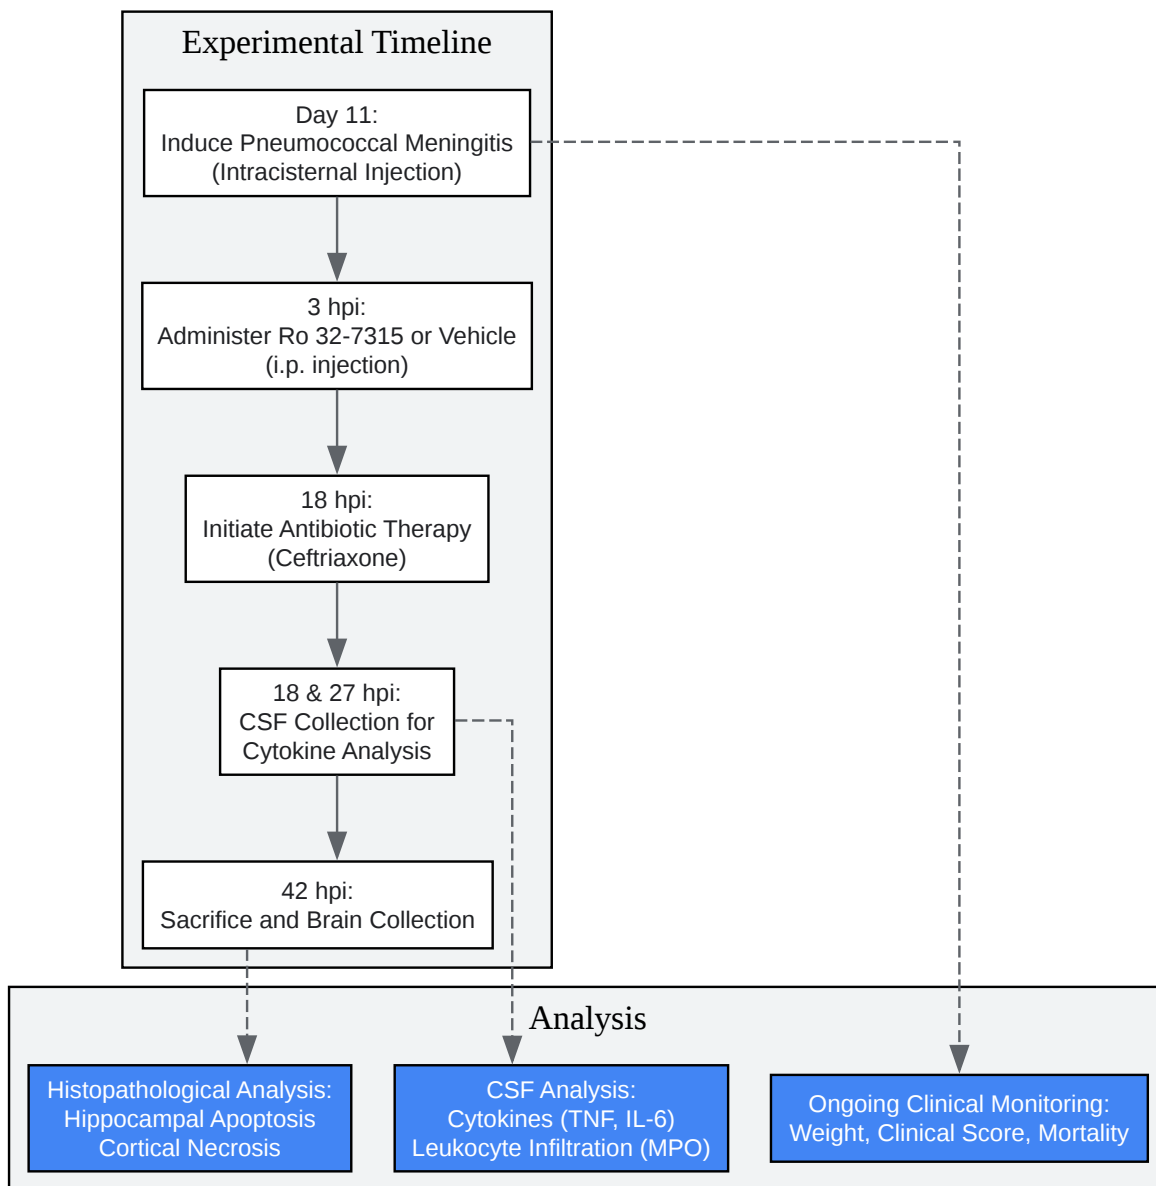 Experimental Timeline
Day 11:
Induce Pneumococcal Meningitis
(Intracisternal Injection)
3 hpi:
Administer Ro 32-7315 or Vehicle
(i.p. injection)
18 hpi:
Initiate Antibiotic Therapy
(Ceftriaxone)
18 & 27 hpi:
CSF Collection for
Cytokine Analysis
42 hpi:
Sacrifice and Brain Collection
Analysis
Histopathological Analysis:
Hippocampal Apoptosis
Cortical Necrosis
CSF Analysis:
Cytokines (TNF, IL-6)
Leukocyte Infiltration (MPO)
Ongoing Clinical Monitoring:
Weight, Clinical Score, Mortality